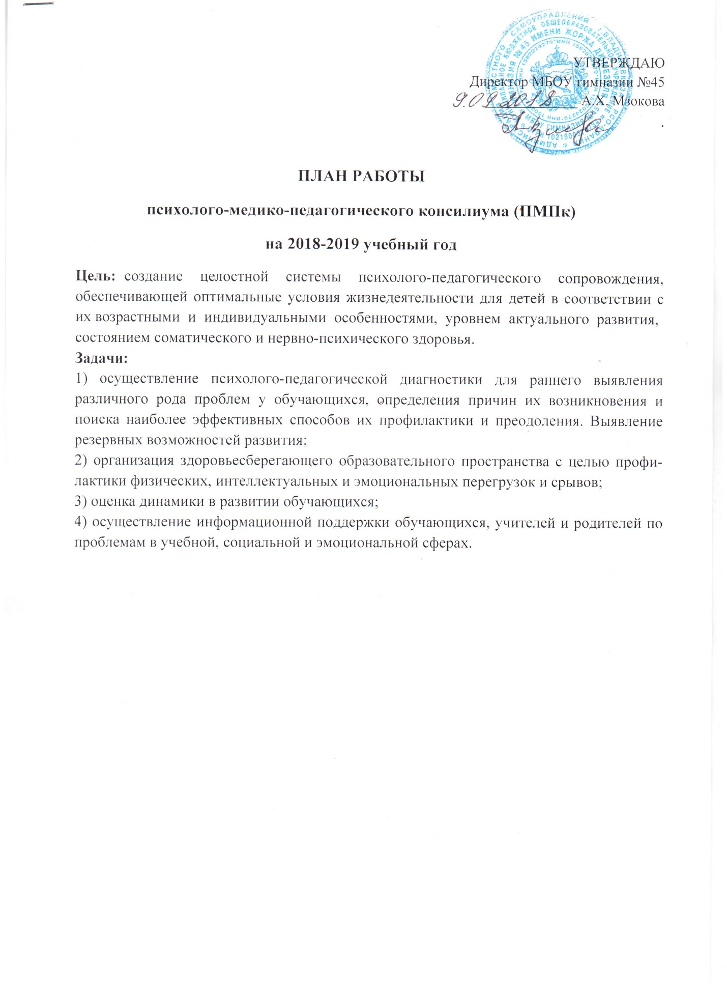 УТВЕРЖДАЮ
Директор МБОУ гимназии №45
9.09.2018 А.Х. Мзокова
ПЛАН РАБОТЫ
психолого-медико-педагогического консилиума (ПМПк)
на 2018-2019 учебный год
Цель: создание целостной системы психолого-педагогического сопровождения,
обеспечивающей оптимальные условия жизнедеятельности для детей в соответствии с
их возрастными и индивидуальными особенностями, уровнем актуального развития,
состоянием соматического и нервно-психического здоровья.
Задачи:
1) осуществление психолого-педагогической диагностики для раннего выявления
различного рода проблем у обучающихся, определения причин их возникновения и
поиска наиболее эффективных способов их профилактики и преодоления. Выявление
резервных возможностей развития;
2) организация здоровьесберегающего образовательного пространства с целью профи-
лактики физических, интеллектуальных и эмоциональных перегрузок и срывов;
3) оценка динамики в развитии обучающихся;
4) осуществление информационной поддержки обучающихся, учителей и родителей по
проблемам в учебной, социальной и эмоциональной сферах.